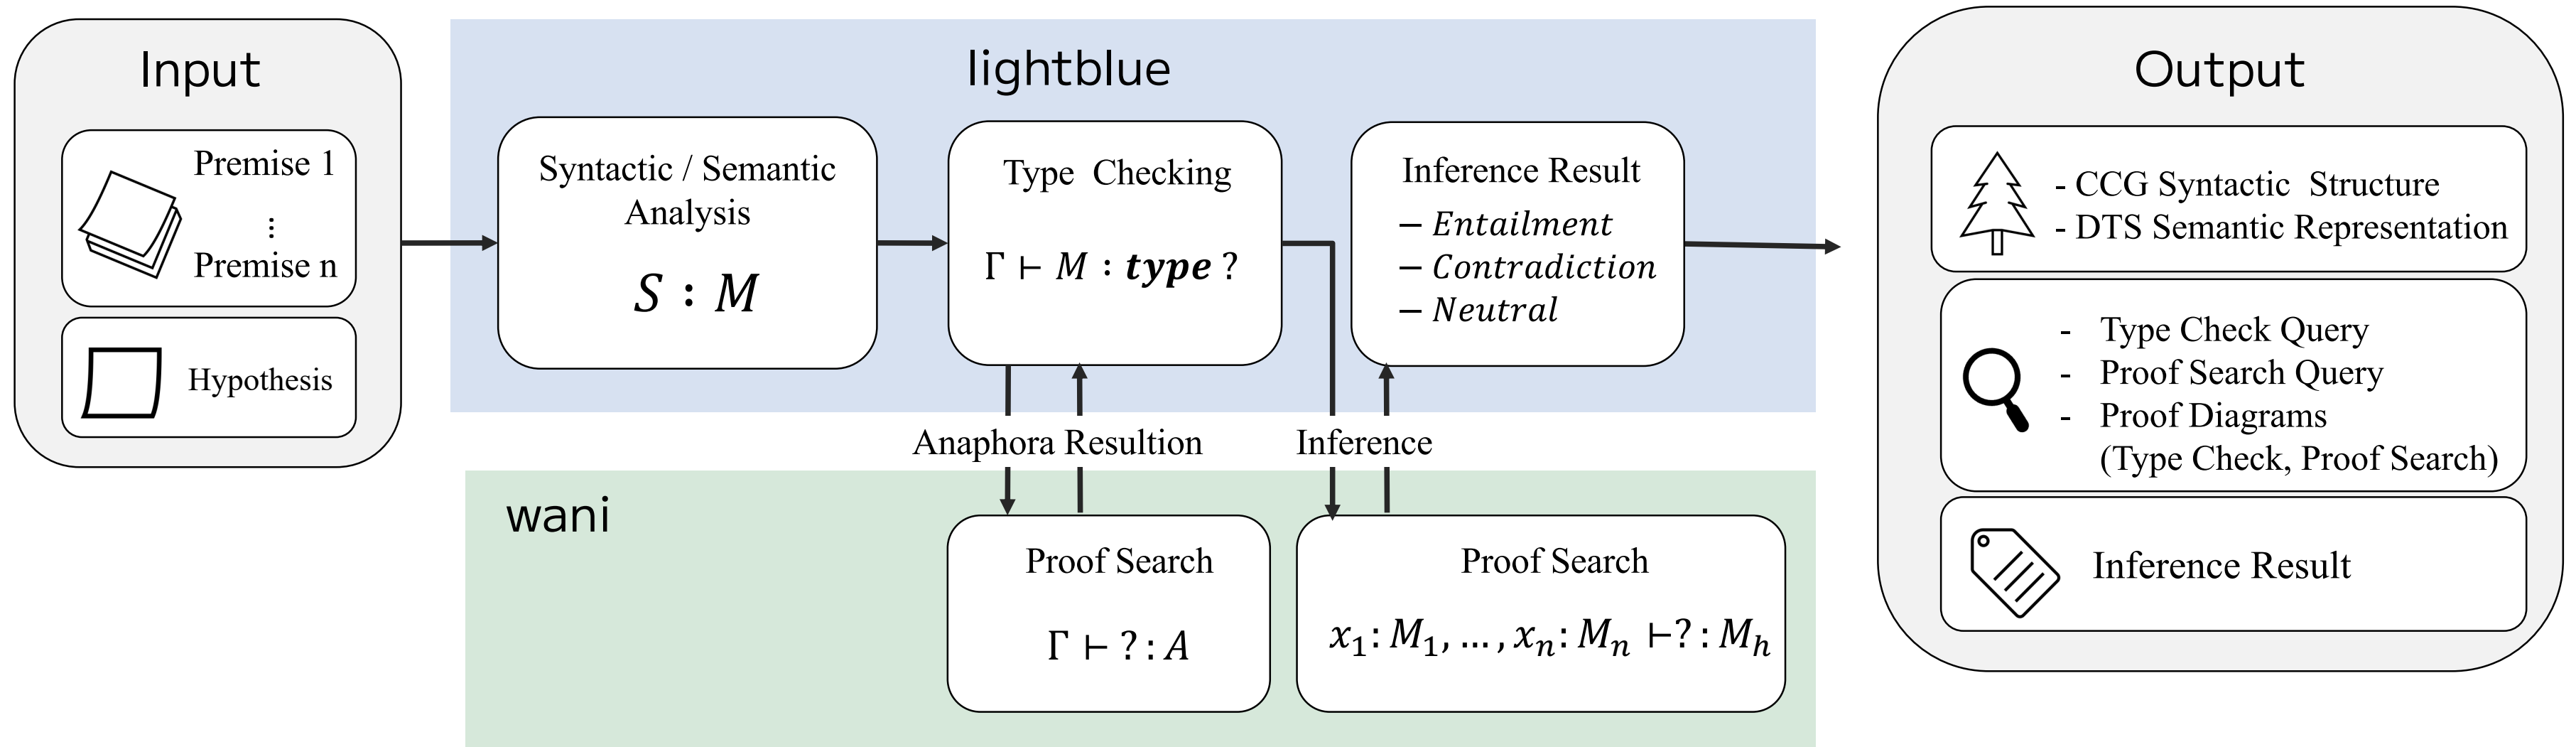 Input
Premise 1
⋮
Premise n
Hypothesis
lightblue
Syntactic / Semantic
Analysis
S : M
Type Checking
Γ ⊢ M : type ?
Inference Result
– Entailment
– Contradiction
– Neutral
Anaphora Resultion
Inference
wani
Proof Search
Γ ⊢ ? : A
Proof Search
x₁: M₁, … , xₙ: Mₙ ⊢? : Mₕ
Output
- CCG Syntactic Structure
- DTS Semantic Representation
- Type Check Query
- Proof Search Query
- Proof Diagrams
(Type Check, Proof Search)
Inference Result